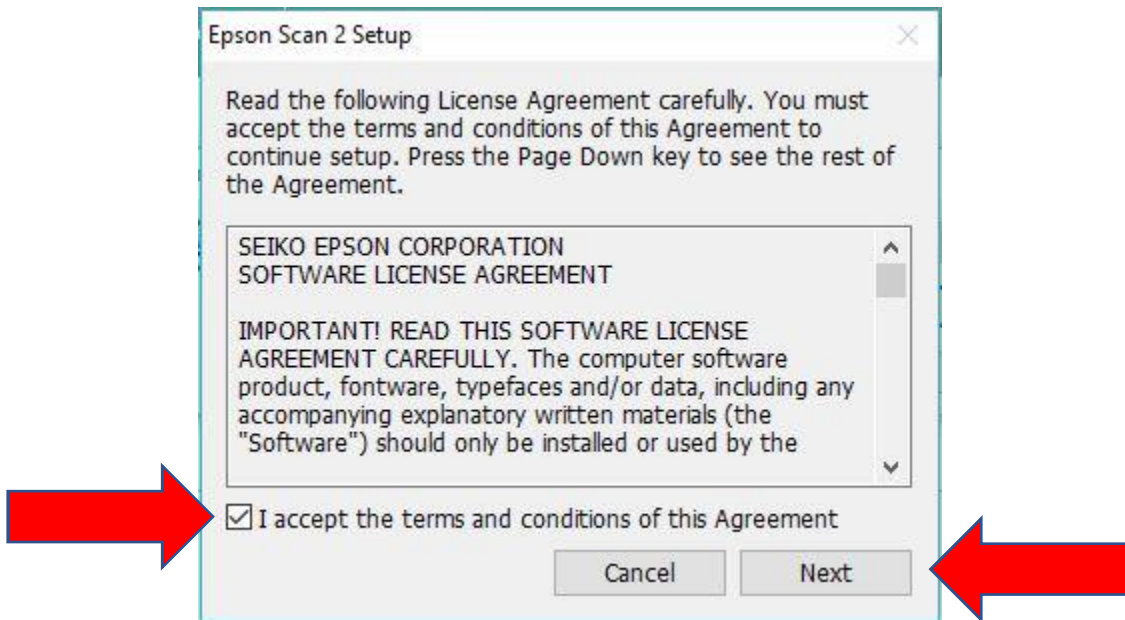 Epson Scan 2 Setup
Read the following License Agreement carefully. You must
accept the terms and conditions of this Agreement to
continue setup. Press the Page Down key to see the rest of
the Agreement.
SEIKO EPSON CORPORATION
SOFTWARE LICENSE AGREEMENT
IMPORTANT! READ THIS SOFTWARE LICENSE
AGREEMENT CAREFULLY. The computer software
product, fontware, typefaces and/or data, including any
accompanying explanatory written materials (the
"Software") should only be installed or used by the
I accept the terms and conditions of this Agreement
Cancel Next